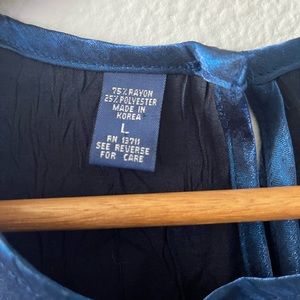 75% RAYON
25% POLYESTER
MADE IN
KOREA
L
RN 13711
SEE REVERSE
FOR CARE